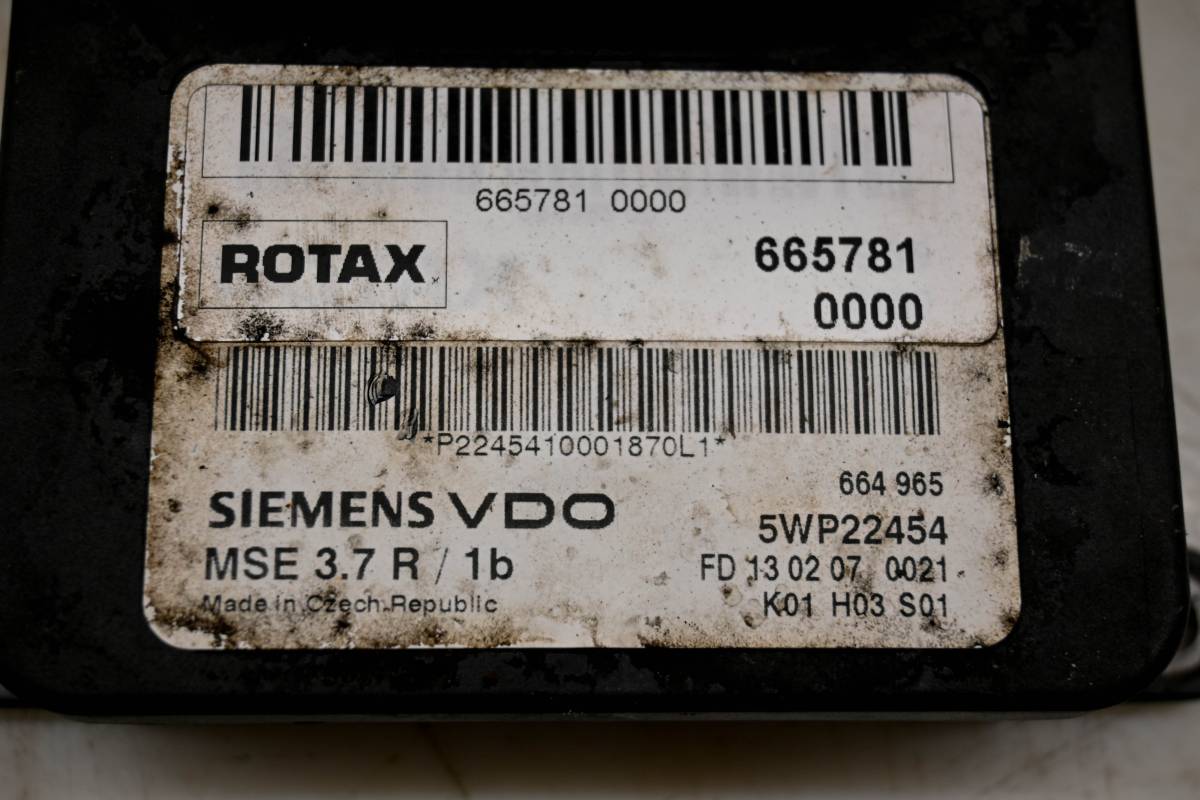 665781 0000
ROTAX
665781
0000
*P2245410001870L1*
SIEMENS VDO
664 965
5WP22454
MSE 3.7 R / 1b
FD 13 02 07 0021
Made in Czech Republic
K01 H03 S01